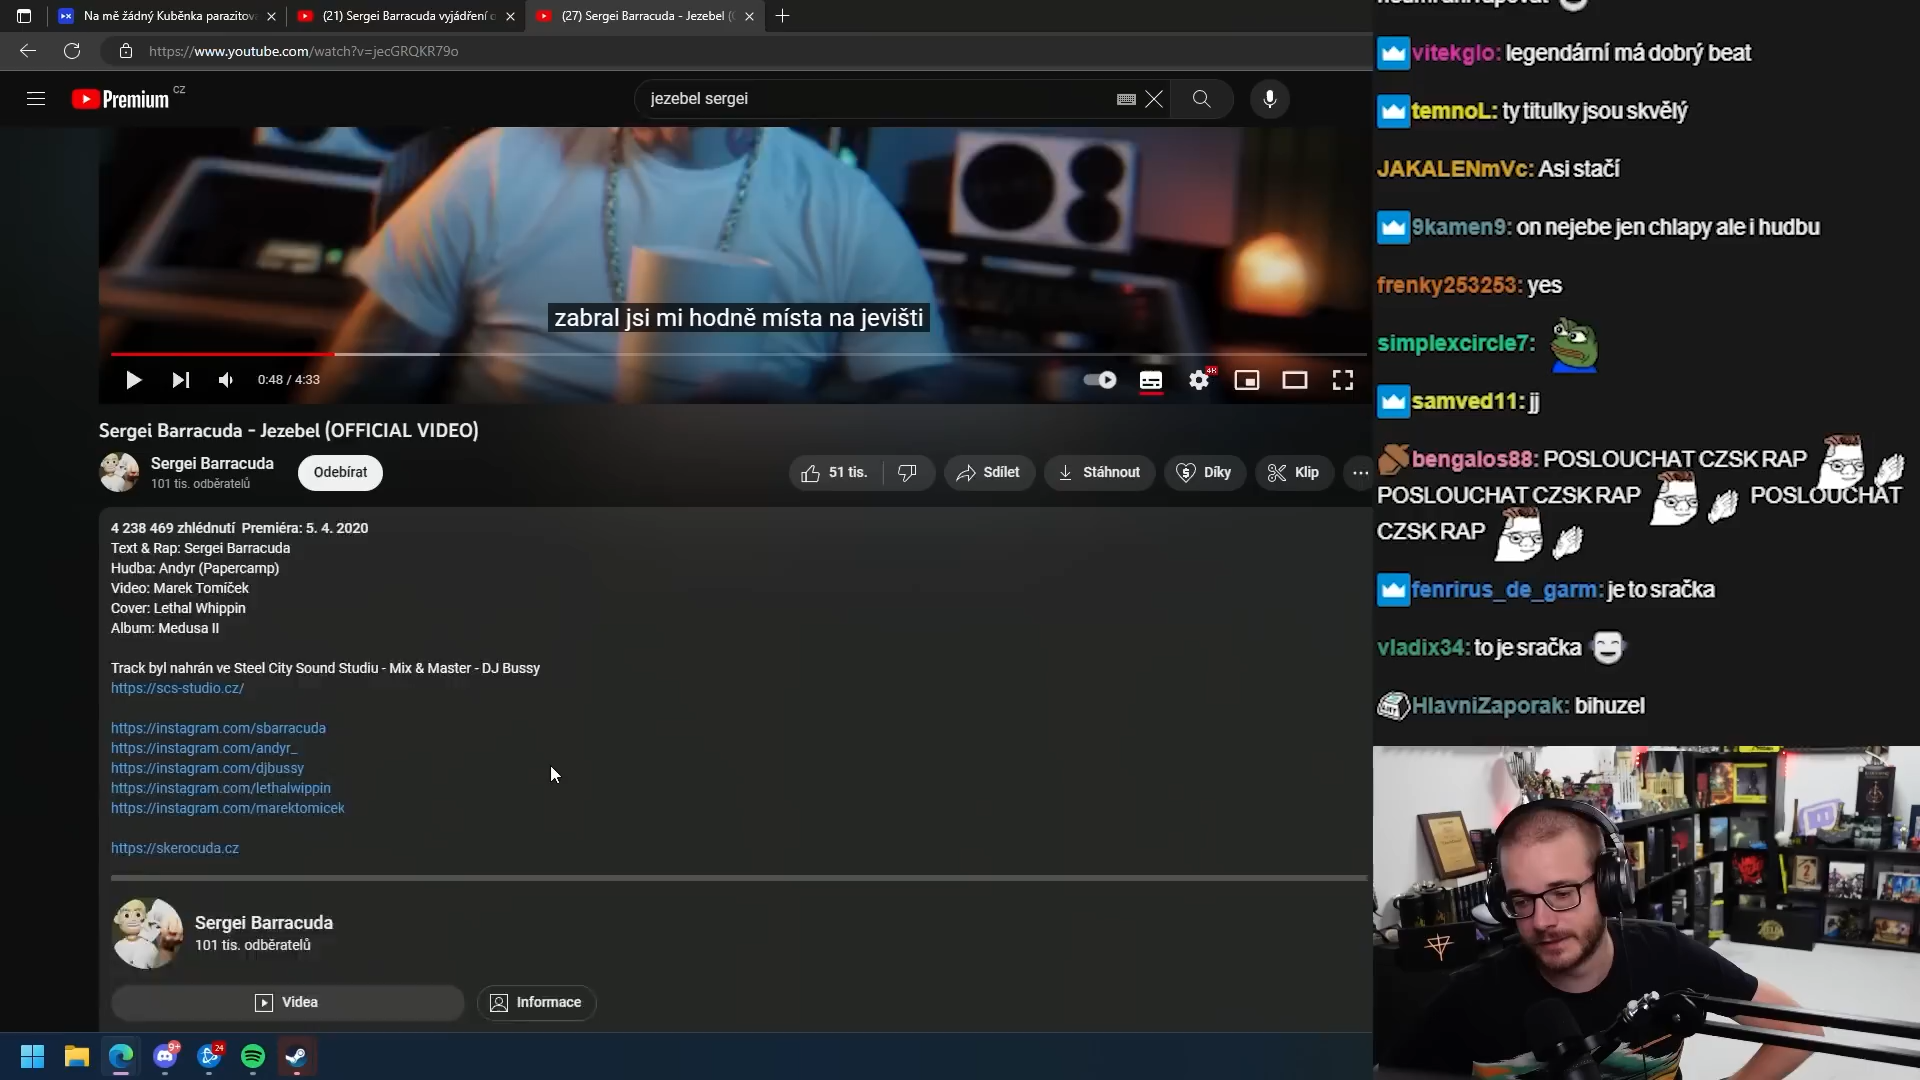 Na mě žádný Kuběnka parazitova
(21) Sergei Barracuda vyjádření
(27) Sergei Barracuda - Jezebel (
https://www.youtube.com/watch?v=jecGRQKR79o
Premium CZ
jezebel sergei
zabral jsi mi hodně místa na jevišti
0:48 / 4:33
4K
Sergei Barracuda - Jezebel (OFFICIAL VIDEO)
Sergei Barracuda
101 tis. odběratelů
Odebírat
51 tis.
Sdílet
Stáhnout
Díky
Klip
4 238 469 zhlédnutí Premiéra: 5. 4. 2020
Text & Rap: Sergei Barracuda
Hudba: Andyr (Papercamp)
Video: Marek Tomíček
Cover: Lethal Whippin
Album: Medusa II
Track byl nahrán ve Steel City Sound Studiu - Mix & Master - DJ Bussy
https://scs-studio.cz/
https://instagram.com/sbarracuda
https://instagram.com/andyr_
https://instagram.com/djbussy
https://instagram.com/lethalwippin
https://instagram.com/marektomicek
https://skerocuda.cz
Sergei Barracuda
101 tis. odběratelů
Videa
Informace
9+
24
vitekglo: legendární má dobrý beat
temnoL: ty titulky jsou skvělý
JAKALENmVc: Asi stačí
9kamen9: on nejebe jen chlapy ale i hudbu
frenky253253: yes
simplexcircle7:
samved11: jj
bengalos88: POSLOUCHAT CZSK RAP
POSLOUCHAT CZSK RAP POSLOUCHAT
CZSK RAP
fenrirus_de_garm: je to sračka
vladix34: to je sračka
HlavniZaporak: bihuzel